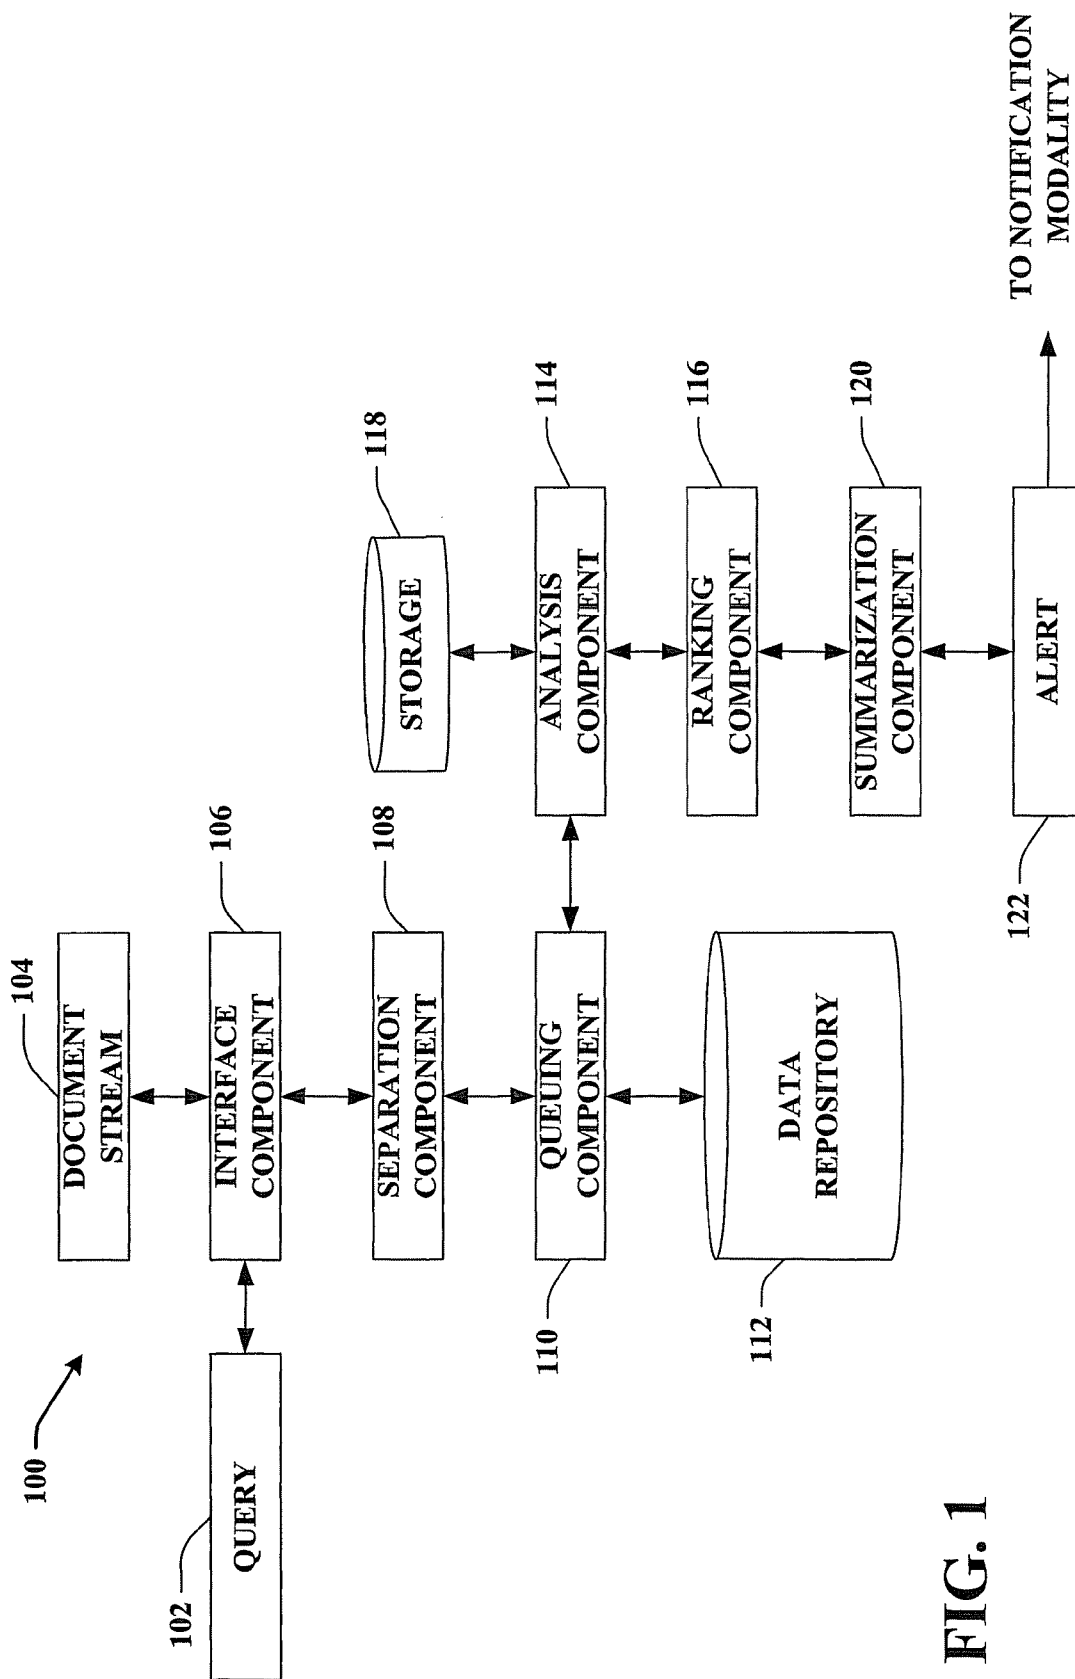 100
104
DOCUMENT
STREAM
102
QUERY
INTERFACE
COMPONENT
106
SEPARATION
COMPONENT
108
118
STORAGE
110
QUEUING
COMPONENT
ANALYSIS
COMPONENT
114
112
DATA
REPOSITORY
RANKING
COMPONENT
116
SUMMARIZATION
COMPONENT
120
122
ALERT
TO NOTIFICATION
MODALITY
FIG. 1